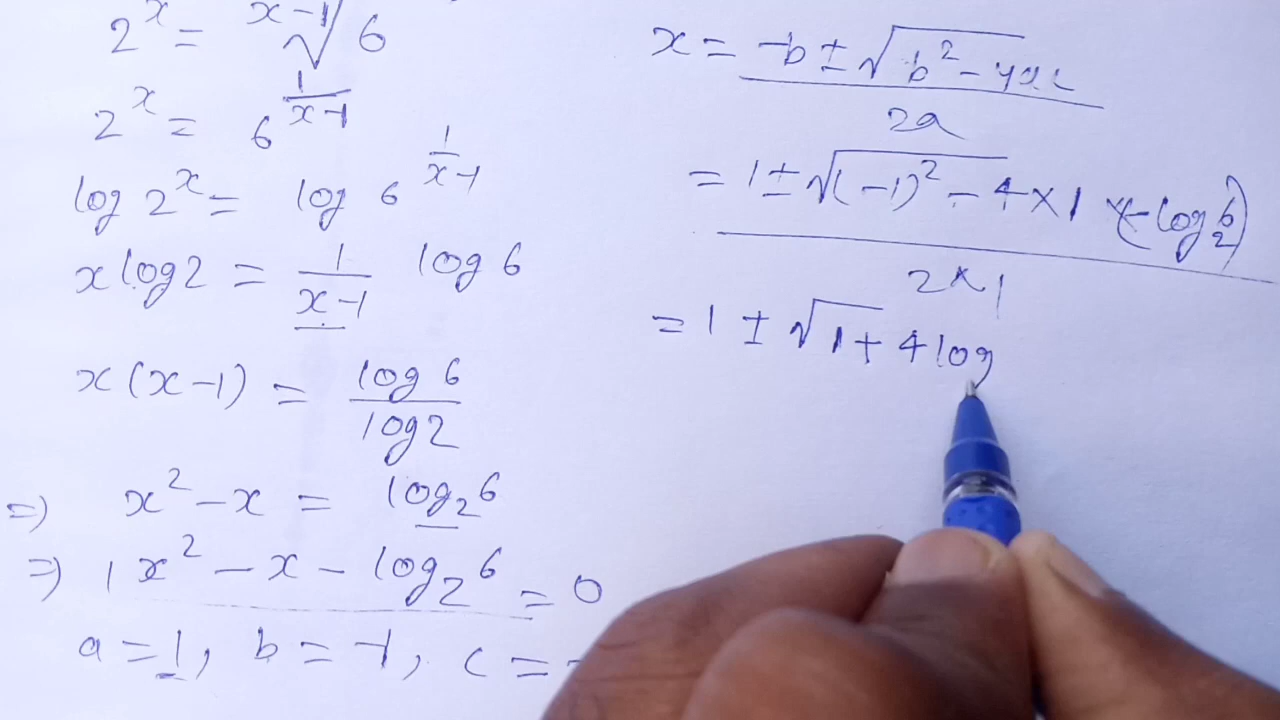 2^x = ^{x-1}√6
2^x = 6^{1/(x-1)}
log 2^x = log 6^{1/(x-1)}
x log 2 = 1/(x-1) log 6
x(x-1) = log 6 / log 2
=) x² - x = log₂6
=) 1x² - x - log₂6 = 0
a = 1, b = -1, c = -
x = (-b ± √(b² - 4ac)) / 2a
= (1 ± √((-1)² - 4 × 1 × (-log₂6))) / 2×1
= 1 ± √1 + 4 log